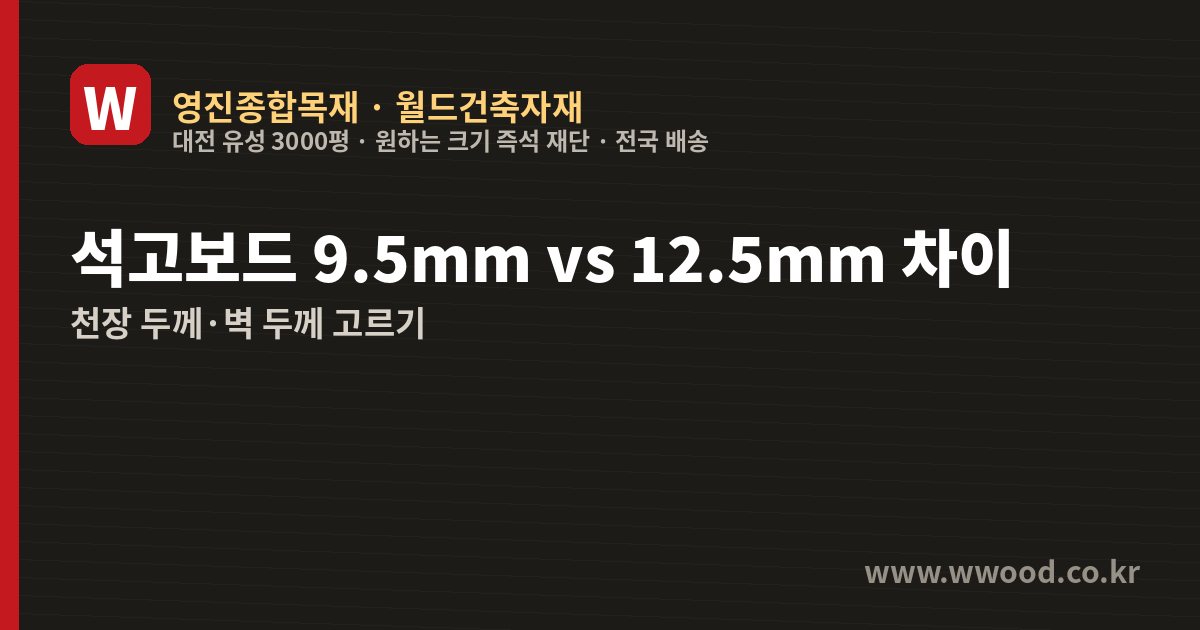 W
영진종합목재 · 월드건축자재
대전 유성 3000평 · 원하는 크기 즉석 재단 · 전국 배송
석고보드 9.5mm vs 12.5mm 차이
천장 두께·벽 두께 고르기
www.wwood.co.kr